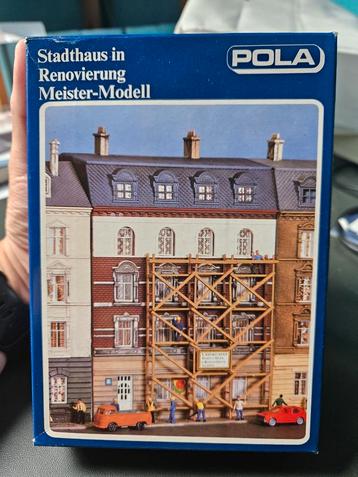 Stadthaus in
Renovierung
Meister-Modell
POLA